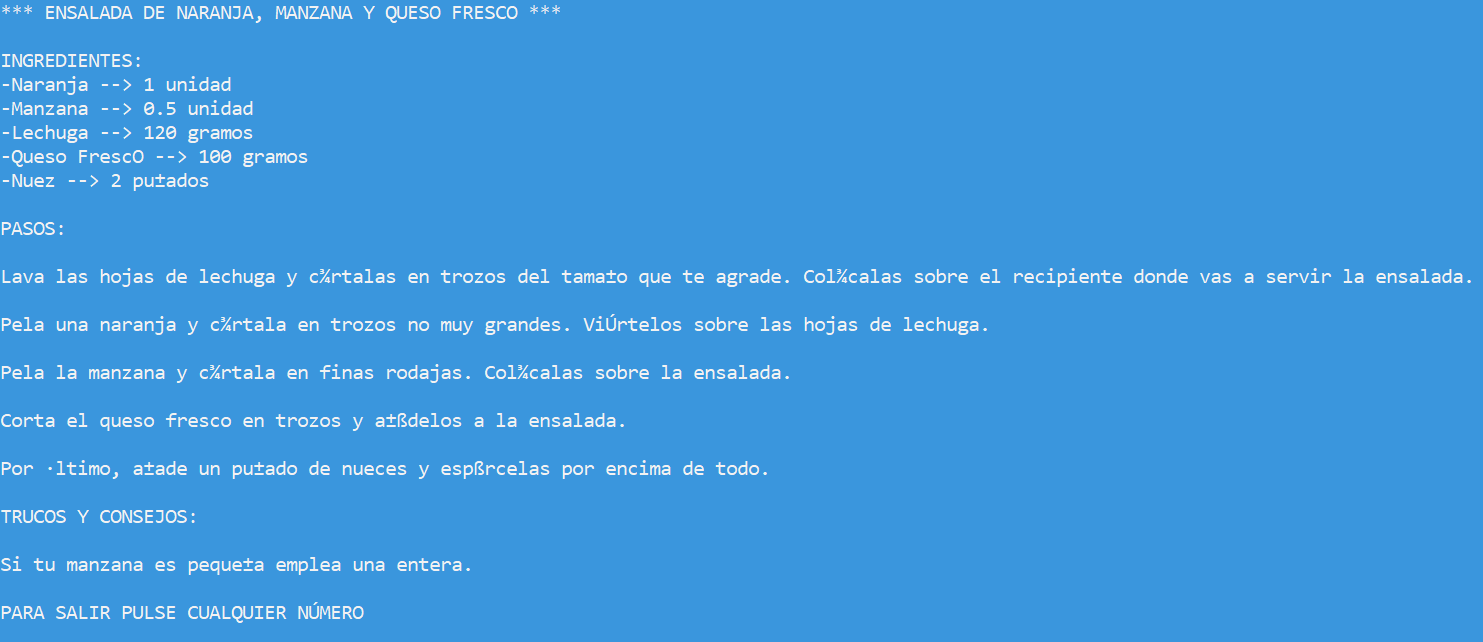 *** ENSALADA DE NARANJA, MANZANA Y QUESO FRESCO ***
INGREDIENTES:
-Naranja --> 1 unidad
-Manzana --> 0.5 unidad
-Lechuga --> 120 gramos
-Queso FrescO --> 100 gramos
-Nuez --> 2 pu±ados
PASOS:
Lava las hojas de lechuga y c¾rtalas en trozos del tama±o que te agrade. Col¾calas sobre el recipiente donde vas a servir la ensalada.
Pela una naranja y c¾rtala en trozos no muy grandes. ViÚrtelos sobre las hojas de lechuga.
Pela la manzana y c¾rtala en finas rodajas. Col¾calas sobre la ensalada.
Corta el queso fresco en trozos y a±ßdelos a la ensalada.
Por ·ltimo, a±ade un pu±ado de nueces y espßrcelas por encima de todo.
TRUCOS Y CONSEJOS:
Si tu manzana es peque±a emplea una entera.
PARA SALIR PULSE CUALQUIER NÚMERO